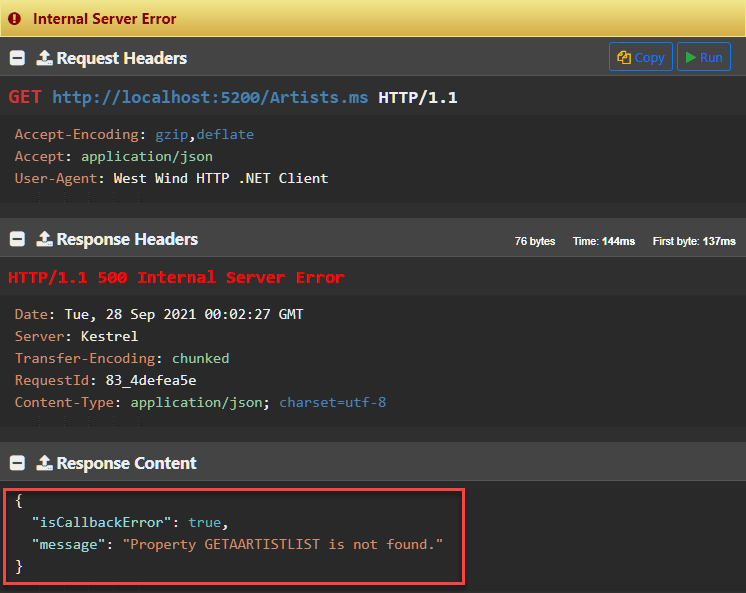 Internal Server Error
Request Headers
Copy
Run
GET http://localhost:5200/Artists.ms HTTP/1.1
Accept-Encoding: gzip,deflate
Accept: application/json
User-Agent: West Wind HTTP .NET Client
Response Headers
76 bytes Time: 144ms First byte: 137ms
HTTP/1.1 500 Internal Server Error
Date: Tue, 28 Sep 2021 00:02:27 GMT
Server: Kestrel
Transfer-Encoding: chunked
RequestId: 83_4defea5e
Content-Type: application/json; charset=utf-8
Response Content
{
"isCallbackError": true,
"message": "Property GETAARTISTLIST is not found."
}